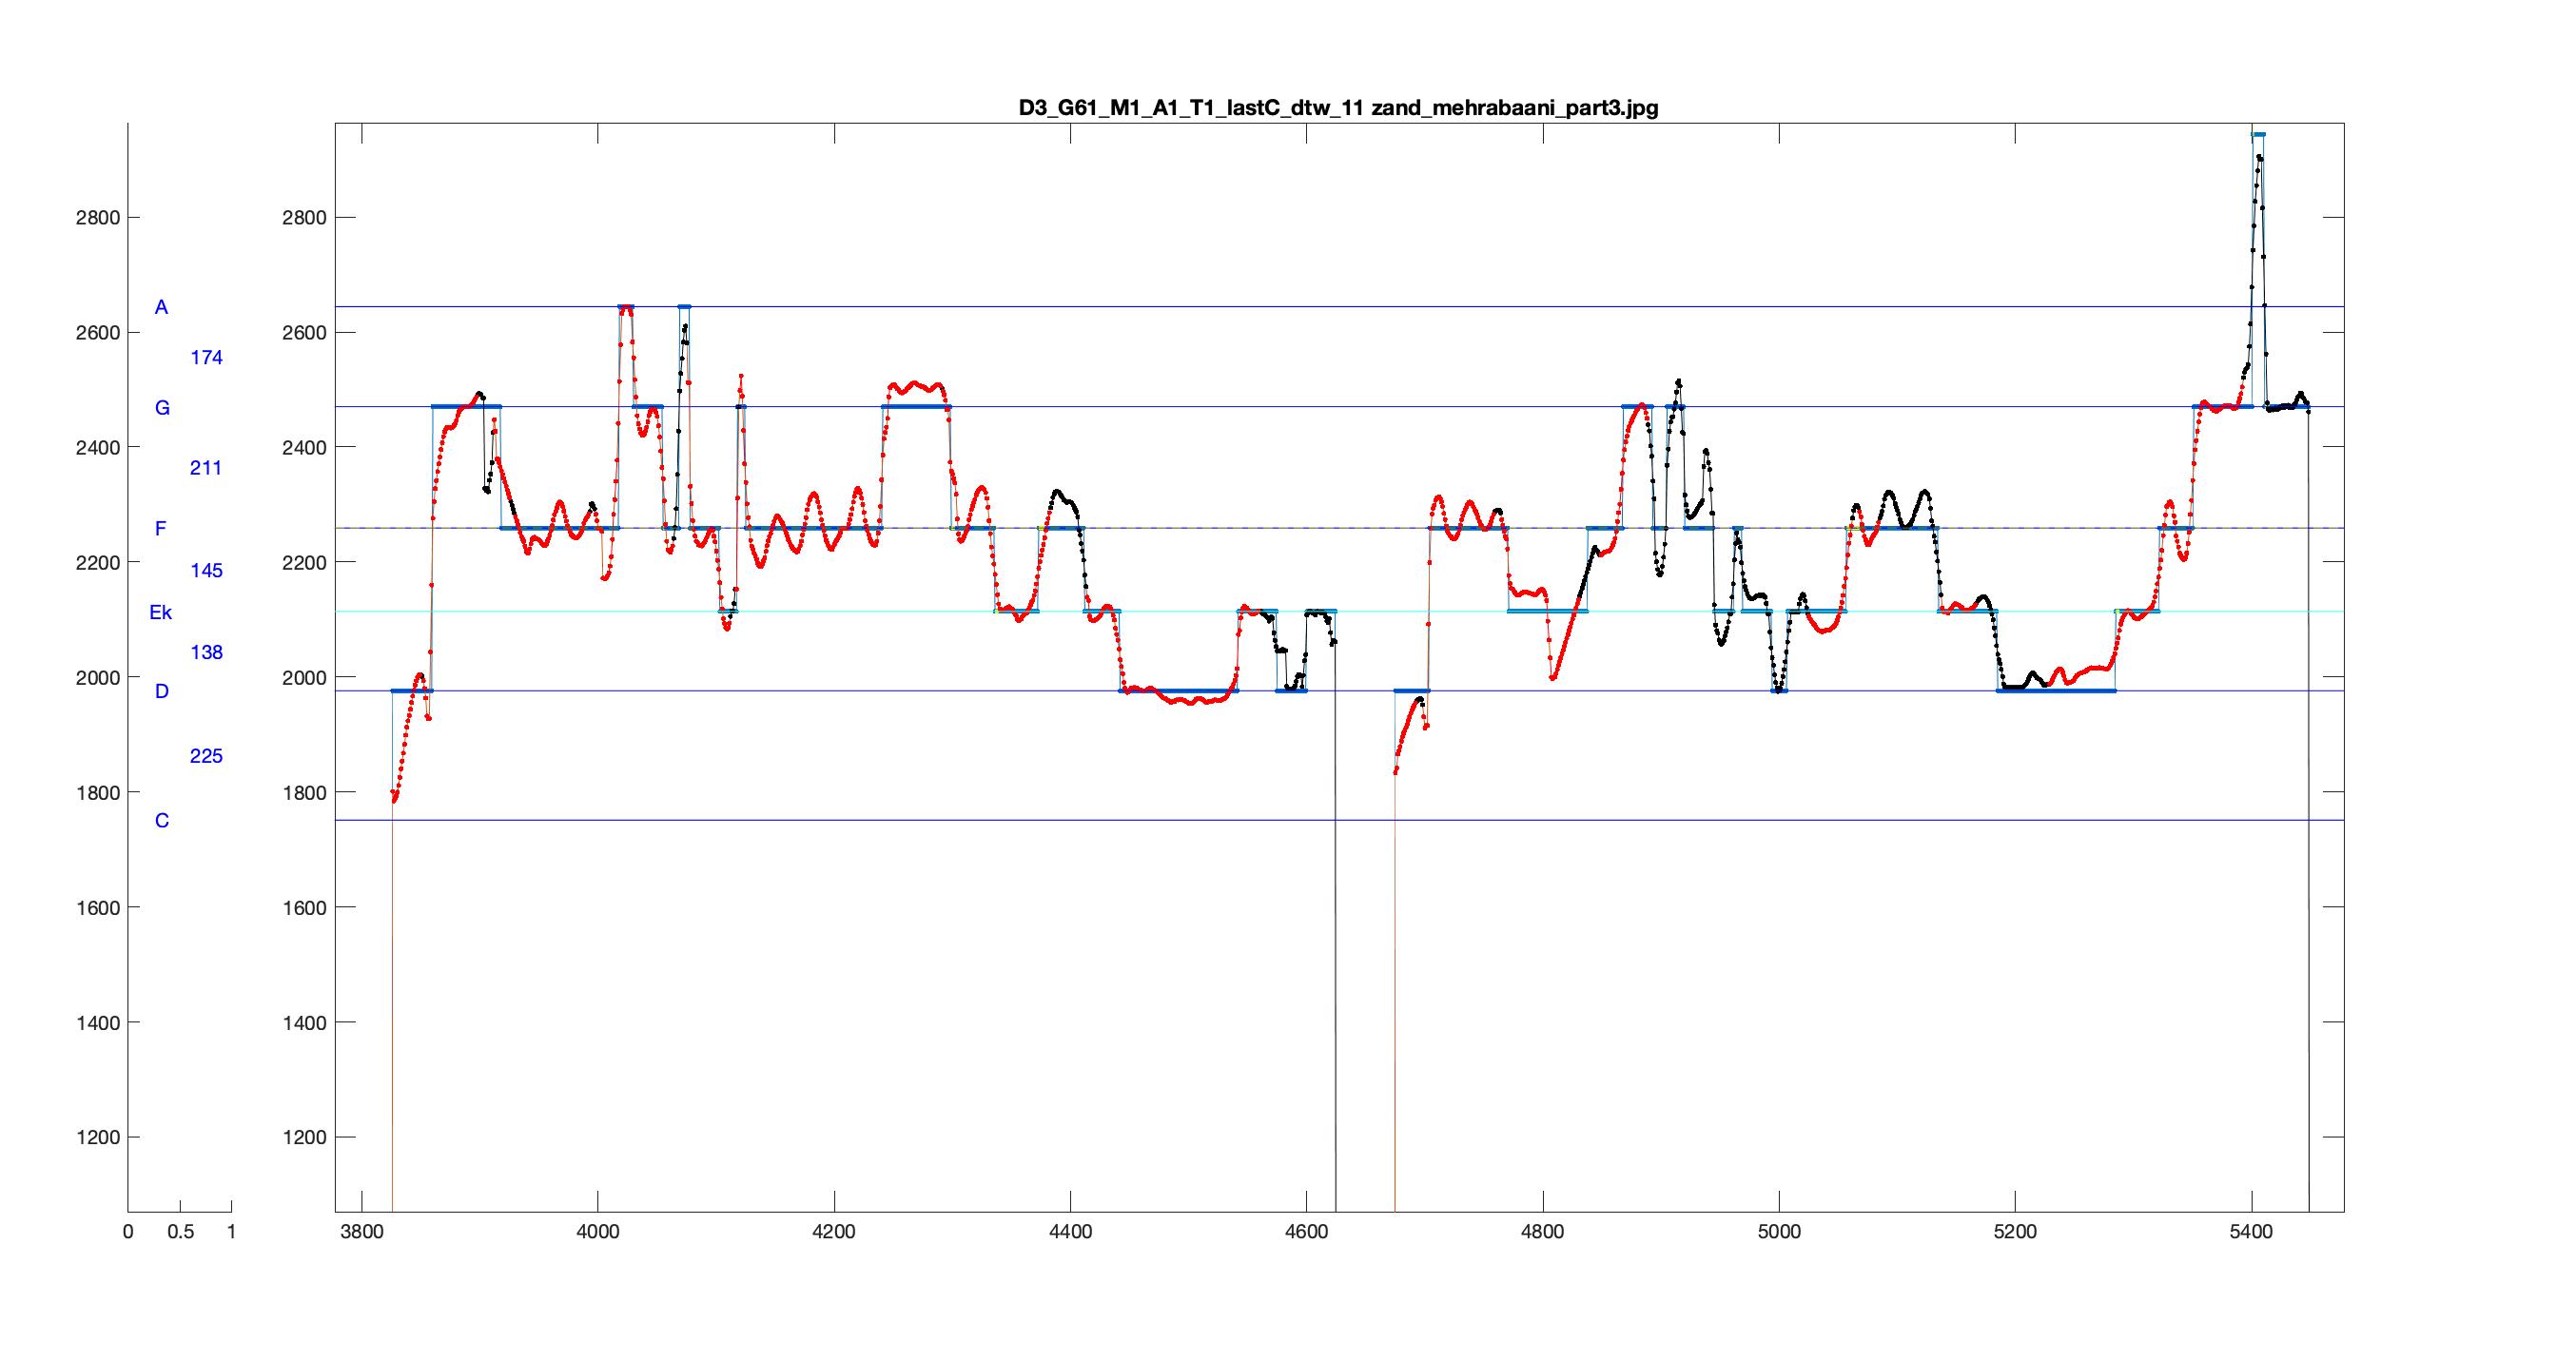 D3_G61_M1_A1_T1_lastC_dtw_11 zand_mehrabaani_part3.jpg
2800 2800
A
2600 2600
174
G
2400 2400
211
F
2200 2200
145
Ek
138
2000 2000
D
225
1800 1800
C
1600 1600
1400 1400
1200 1200
0 0.5 1 3800 4000 4200 4400 4600 4800 5000 5200 5400